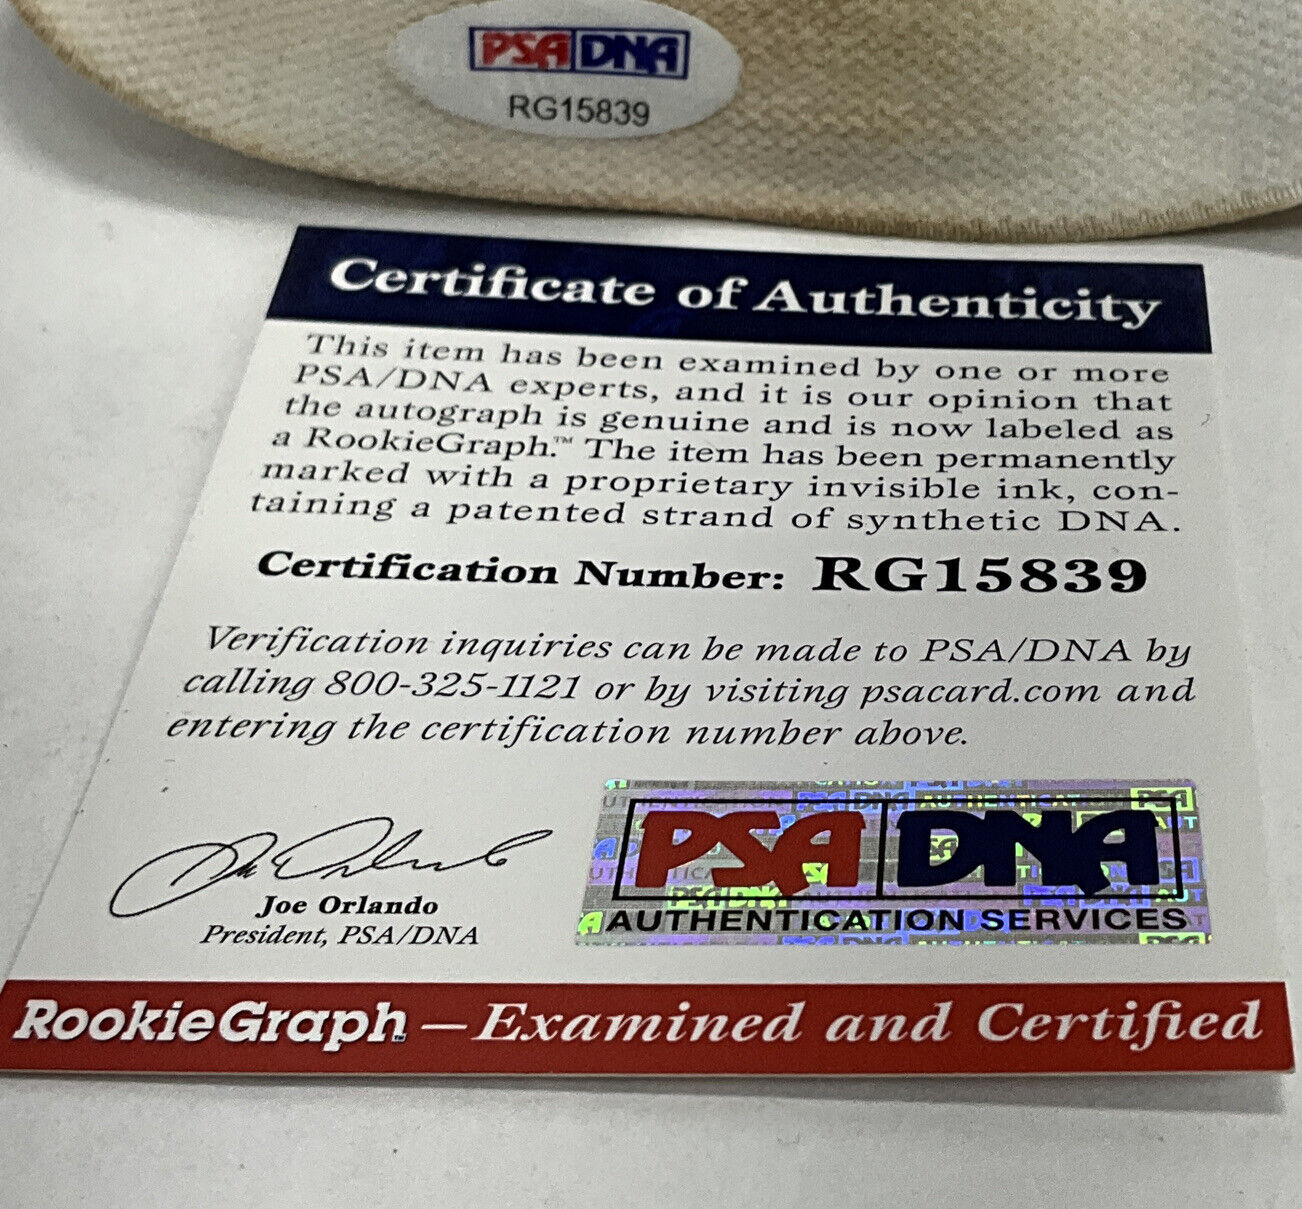 PSA DNA
RG15839
Certificate of Authenticity
This item has been examined by one or more
PSA/DNA experts, and it is our opinion that
the autograph is genuine and is now labeled as
a RookieGraph.™ The item has been permanently
marked with a proprietary invisible ink, con-
taining a patented strand of synthetic DNA.
Certification Number: RG15839
Verification inquiries can be made to PSA/DNA by
calling 800-325-1121 or by visiting psacard.com and
entering the certification number above.
Joe Orlando
President, PSA/DNA
PSA DNA
AUTHENTICATION SERVICES
RookieGraph™ – Examined and Certified